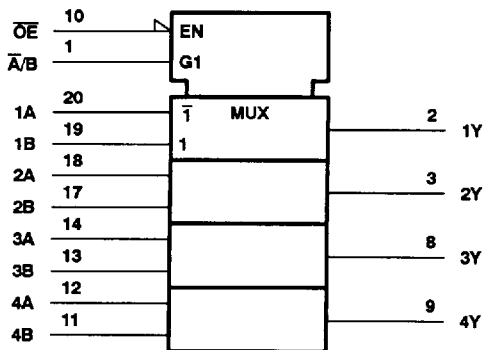 O̅E̅ 10 EN
A̅/B 1 G1
1A 20 1̅ MUX
2 1Y
1B 19 1
2A 18
3 2Y
2B 17
3A 14
8 3Y
3B 13
4A 12
9 4Y
4B 11